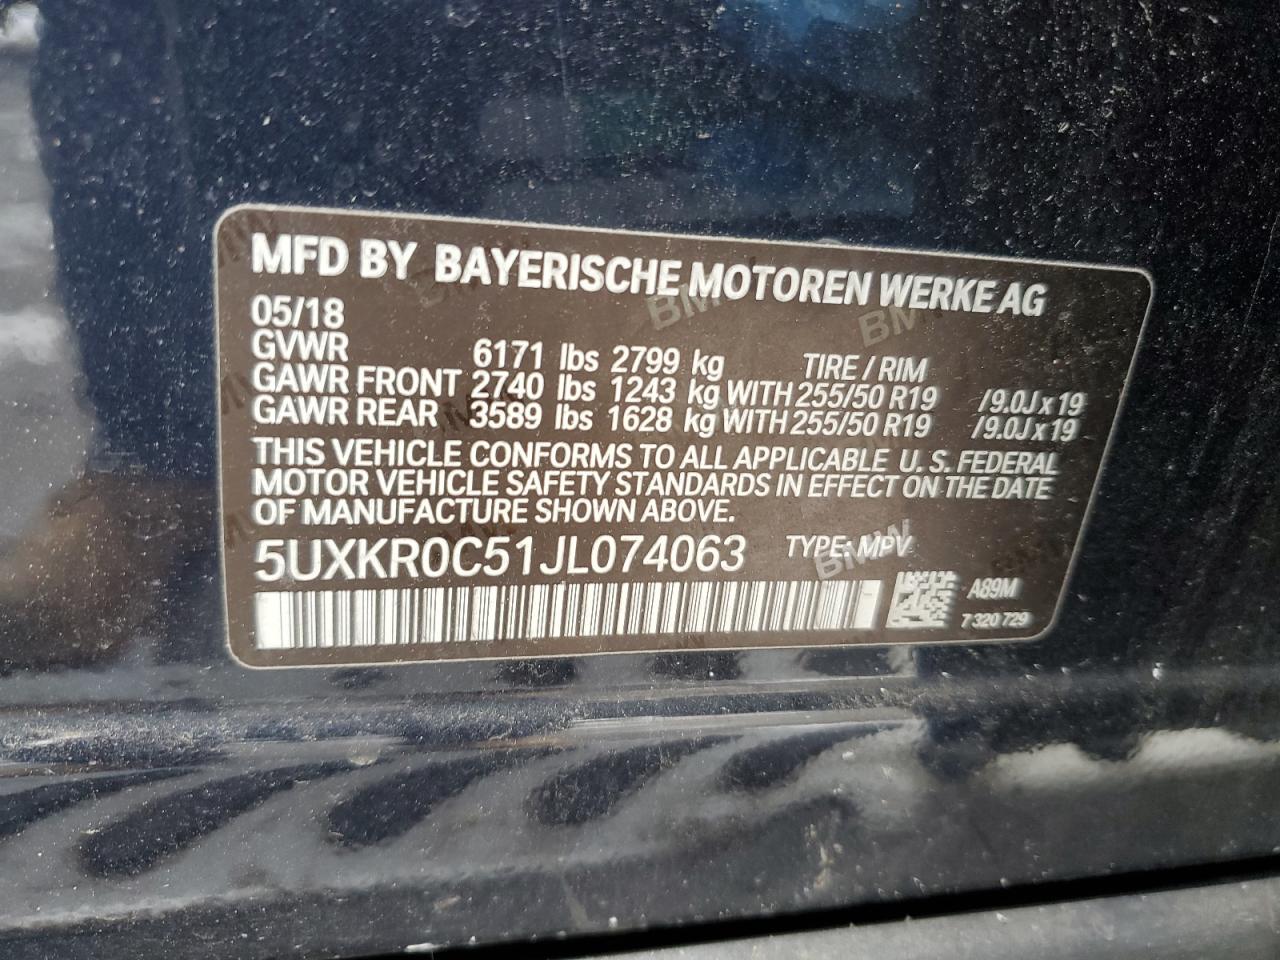 MFD BY BAYERISCHE MOTOREN WERKE AG
05/18
GVWR 6171 lbs 2799 kg TIRE / RIM
GAWR FRONT 2740 lbs 1243 kg WITH 255/50 R19 /9.0J x 19
GAWR REAR 3589 lbs 1628 kg WITH 255/50 R19 /9.0J x 19
THIS VEHICLE CONFORMS TO ALL APPLICABLE U. S. FEDERAL
MOTOR VEHICLE SAFETY STANDARDS IN EFFECT ON THE DATE
OF MANUFACTURE SHOWN ABOVE.
5UXKR0C51JL074063 TYPE: MPV
A89M
7 320 729